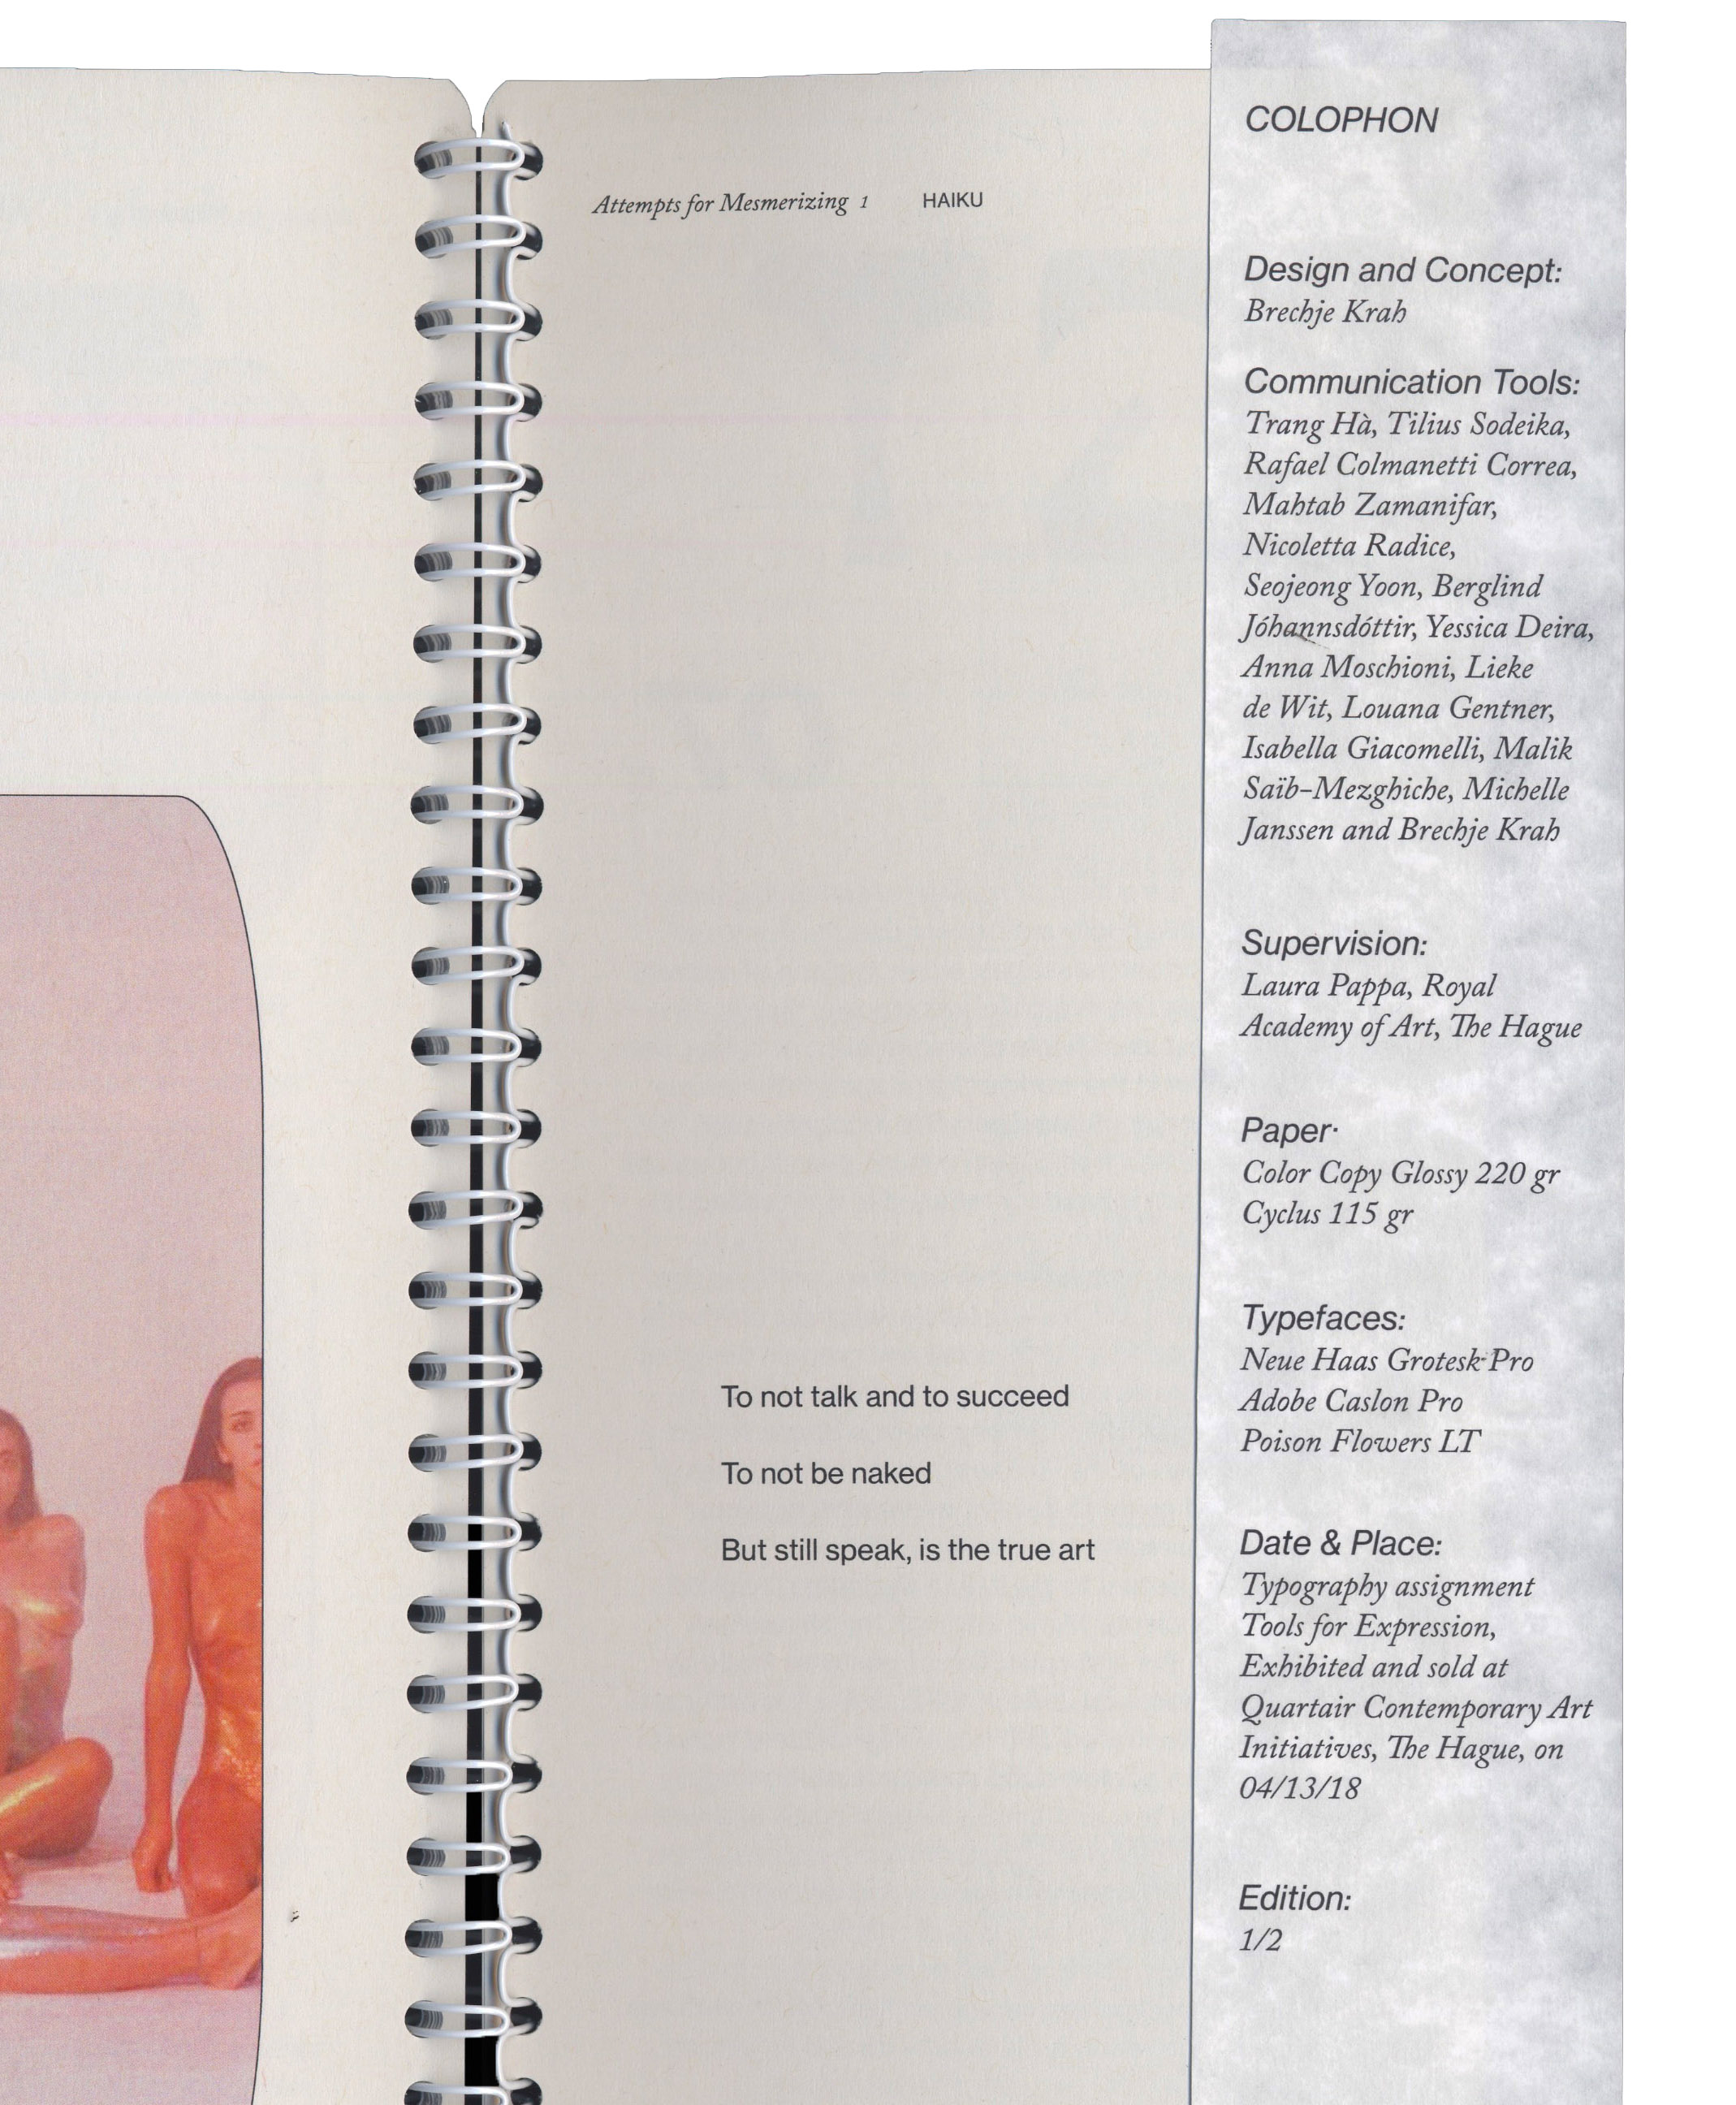 Attempts for Mesmerizing 1 HAIKU
To not talk and to succeed
To not be naked
But still speak, is the true art
COLOPHON
Design and Concept:
Brechje Krah
Communication Tools:
Trang Hà, Tilius Sodeika,
Rafael Colmanetti Correa,
Mahtab Zamanifar,
Nicoletta Radice,
Seojeong Yoon, Berglind
Jóhannsdóttir, Yessica Deira,
Anna Moschioni, Lieke
de Wit, Louana Gentner,
Isabella Giacomelli, Malik
Saïb-Mezghiche, Michelle
Janssen and Brechje Krah
Supervision:
Laura Pappa, Royal
Academy of Art, The Hague
Paper:
Color Copy Glossy 220 gr
Cyclus 115 gr
Typefaces:
Neue Haas Grotesk Pro
Adobe Caslon Pro
Poison Flowers LT
Date & Place:
Typography assignment
Tools for Expression,
Exhibited and sold at
Quartair Contemporary Art
Initiatives, The Hague, on
04/13/18
Edition:
1/2